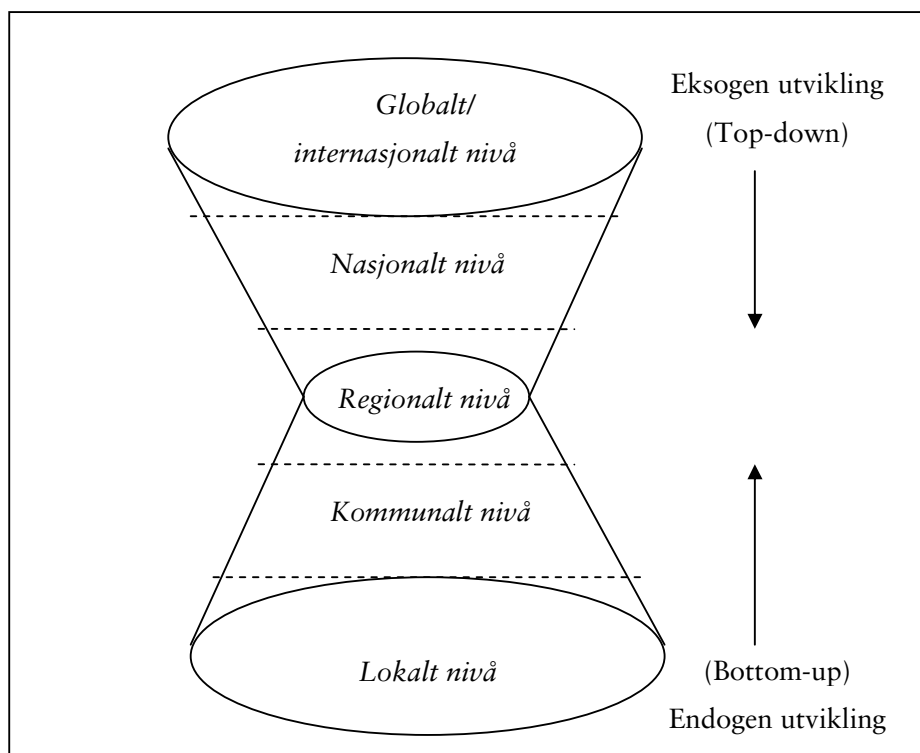 Globalt/
internasjonalt nivå
Eksogen utvikling
(Top-down)
Nasjonalt nivå
Regionalt nivå
Kommunalt nivå
Lokalt nivå
(Bottom-up)
Endogen utvikling